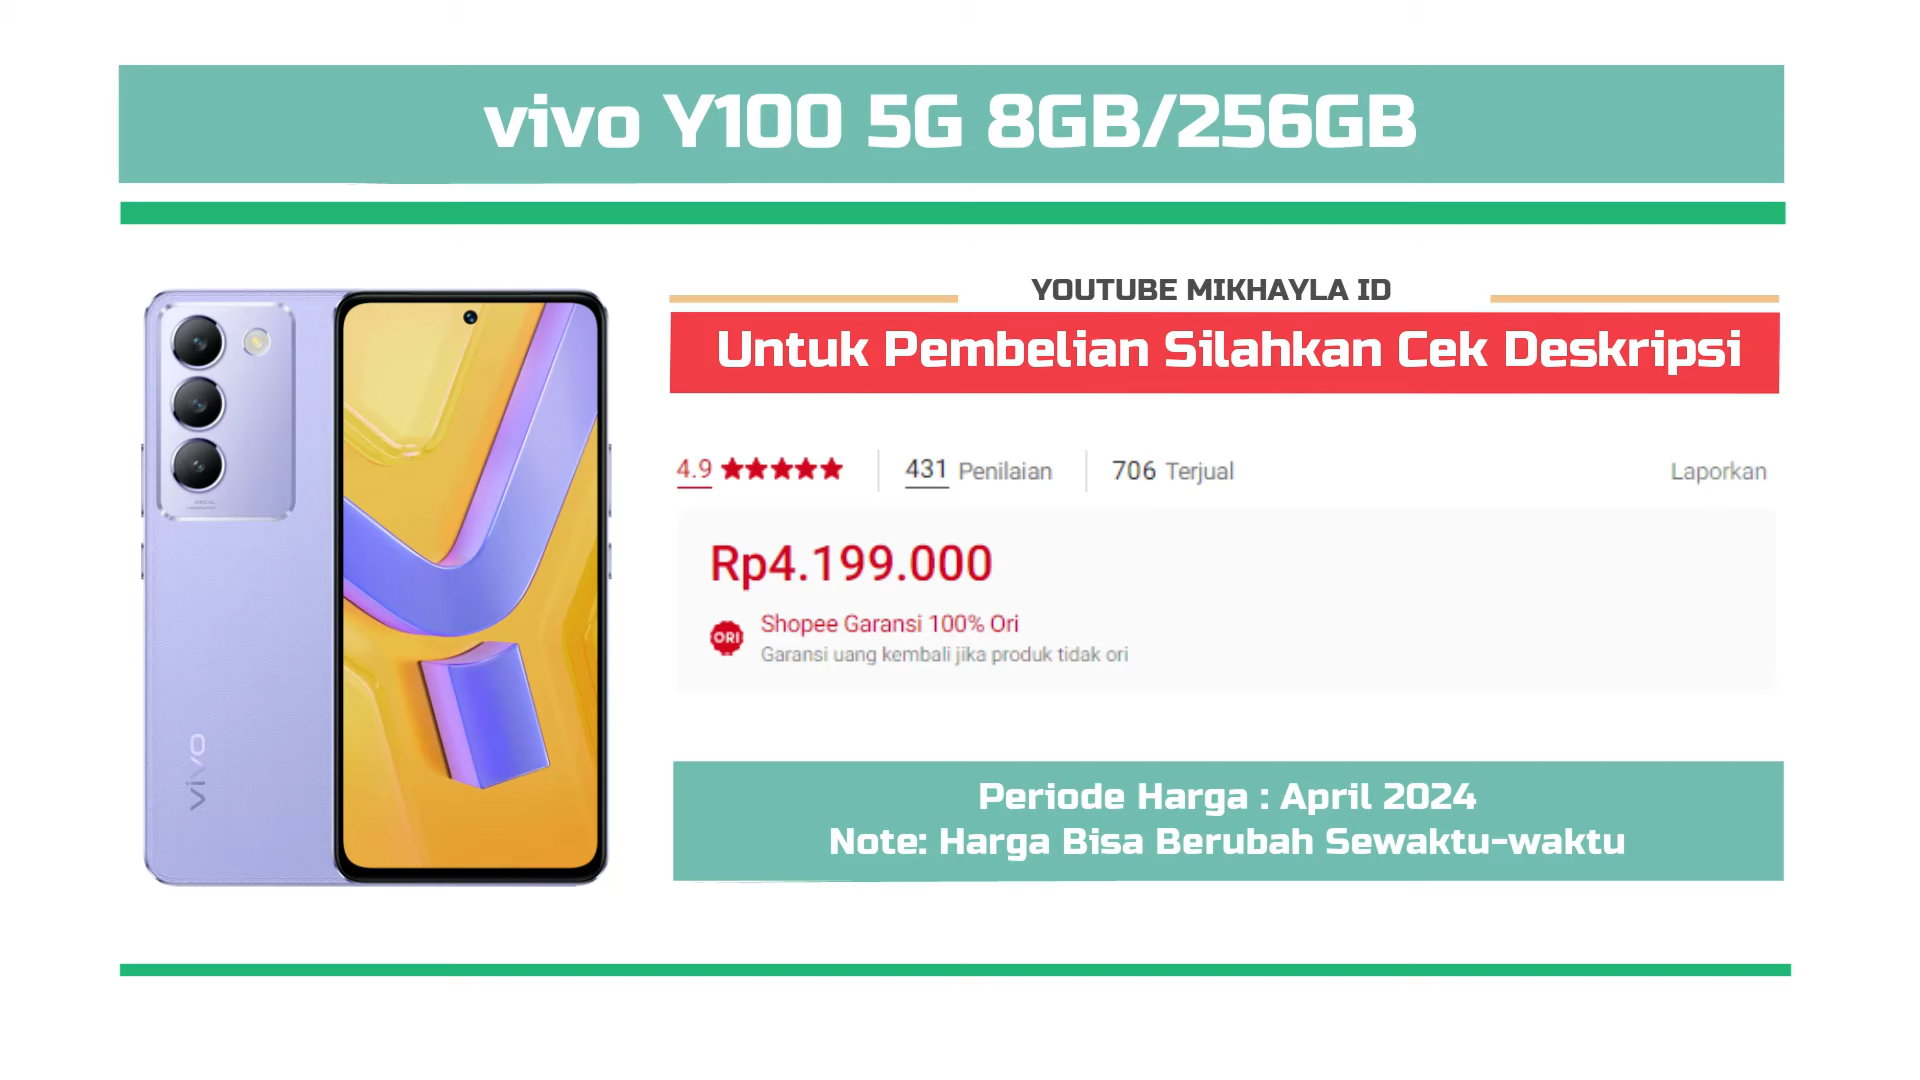 vivo Y100 5G 8GB/256GB
YOUTUBE MIKHAYLA ID
Untuk Pembelian Silahkan Cek Deskripsi
4.9 431 Penilaian 706 Terjual Laporkan
Rp4.199.000
ORI
Shopee Garansi 100% Ori
Garansi uang kembali jika produk tidak ori
vivo
Periode Harga : April 2024
Note: Harga Bisa Berubah Sewaktu-waktu